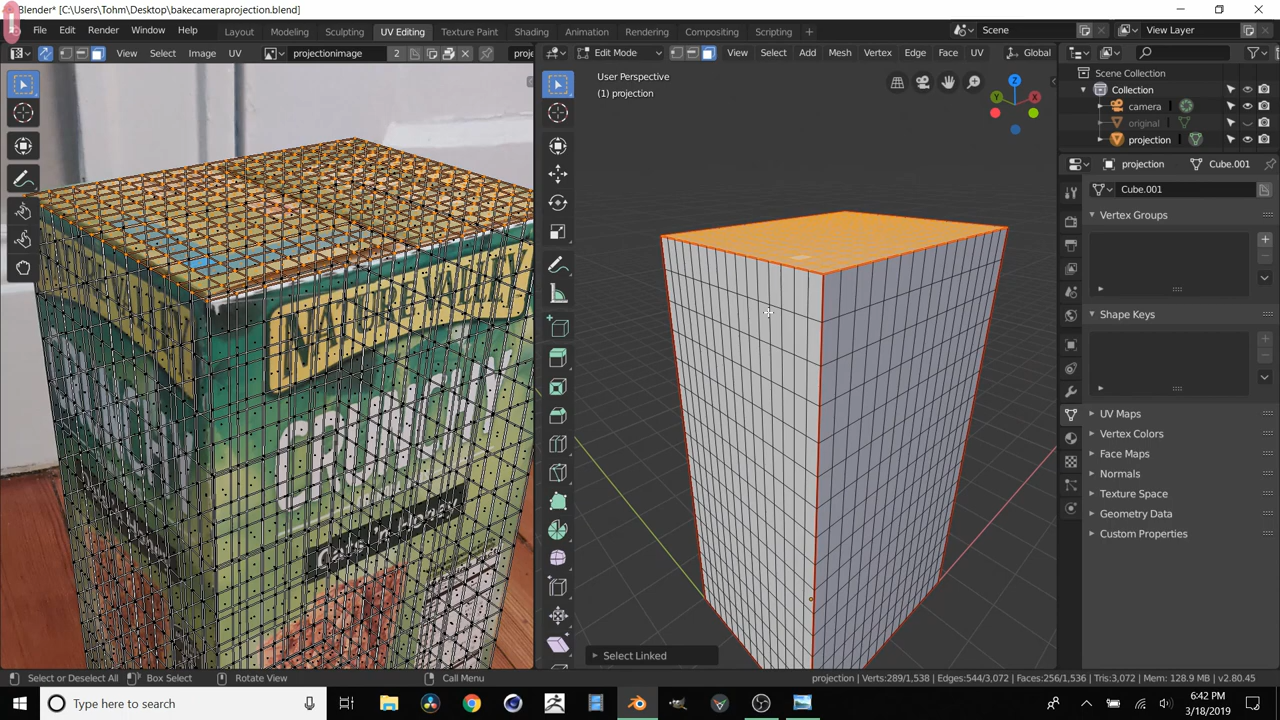 Blender* [C:\Users\Tohm\Desktop\bakecameraprojection.blend]
File Edit Render Window Help Layout Modeling Sculpting UV Editing Texture Paint Shading Animation Rendering Compositing Scripting + Scene View Layer
View Select Image UV projectionimage 2 proje Edit Mode View Select Add Mesh Vertex Edge Face UV Global
User Perspective
(1) projection
Z
Y
X
Scene Collection
Collection
camera
original
projection
projection Cube.001
Cube.001
Vertex Groups
Shape Keys
UV Maps
Vertex Colors
Face Maps
Normals
Texture Space
Geometry Data
Custom Properties
NATURE VALLEY
CRUNCHY
Oats 'n Honey
Select Linked
Select or Deselect All Box Select Rotate View Call Menu projection | Verts:289/1,538 | Edges:544/3,072 | Faces:256/1,536 | Tris:3,072 | Mem: 128.9 MB | v2.80.45
Type here to search
6:42 PM
3/18/2019